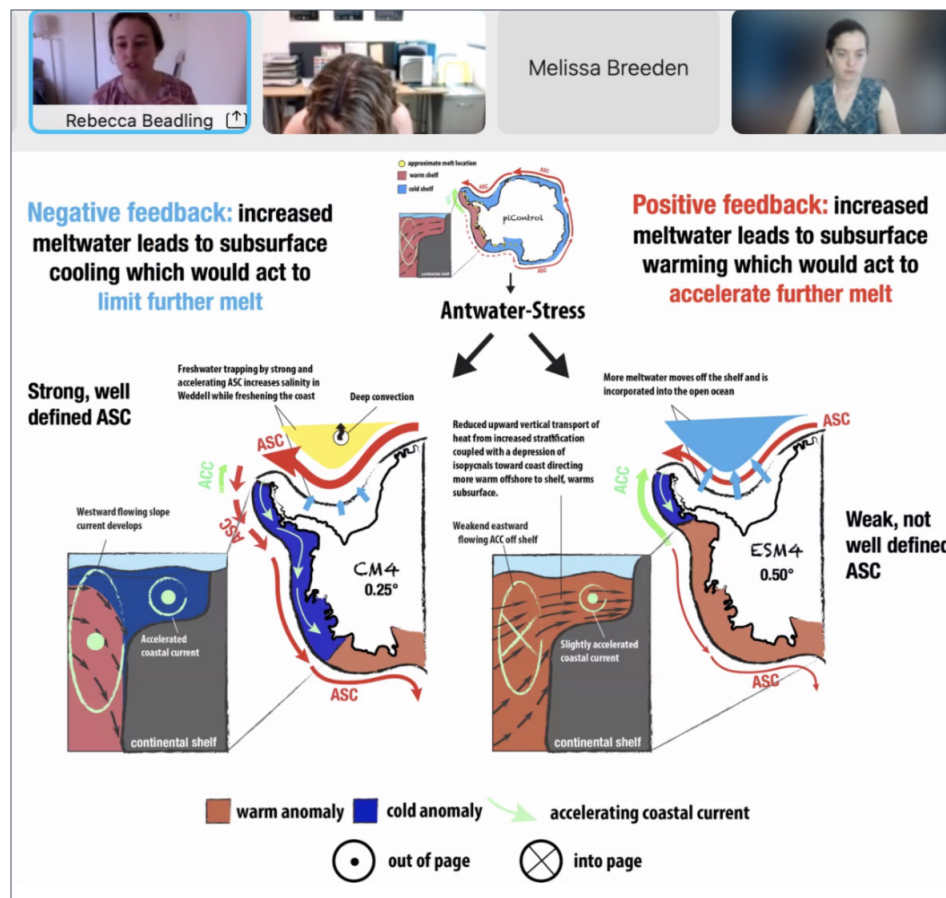 Rebecca Beadling
Melissa Breeden
approximate melt location
warm shelf
cold shelf
ASC
piControl
ASC
continental shelf
Negative feedback: increased
meltwater leads to subsurface
cooling which would act to
limit further melt
Positive feedback: increased
meltwater leads to subsurface
warming which would act to
accelerate further melt
Antwater-Stress
Strong, well
defined ASC
Freshwater trapping by strong and
accelerating ASC increases salinity in
Weddell while freshening the coast
Deep convection
ASC
ACC
ASC
Westward flowing slope
current develops
CM4
0.25°
Accelerated
coastal current
ASC
continental shelf
More meltwater moves off the shelf and is
incorporated into the open ocean
Reduced upward vertical transport of
heat from increased stratification
coupled with a depression of
isopycnals toward coast directing
more warm offshore to shelf, warms
subsurface.
ASC
ACC
Weakend eastward
flowing ACC off shelf
ESM4
0.50°
Weak, not
well defined
ASC
Slightly accelerated
coastal current
ASC
continental shelf
warm anomaly
cold anomaly
accelerating coastal current
out of page
into page